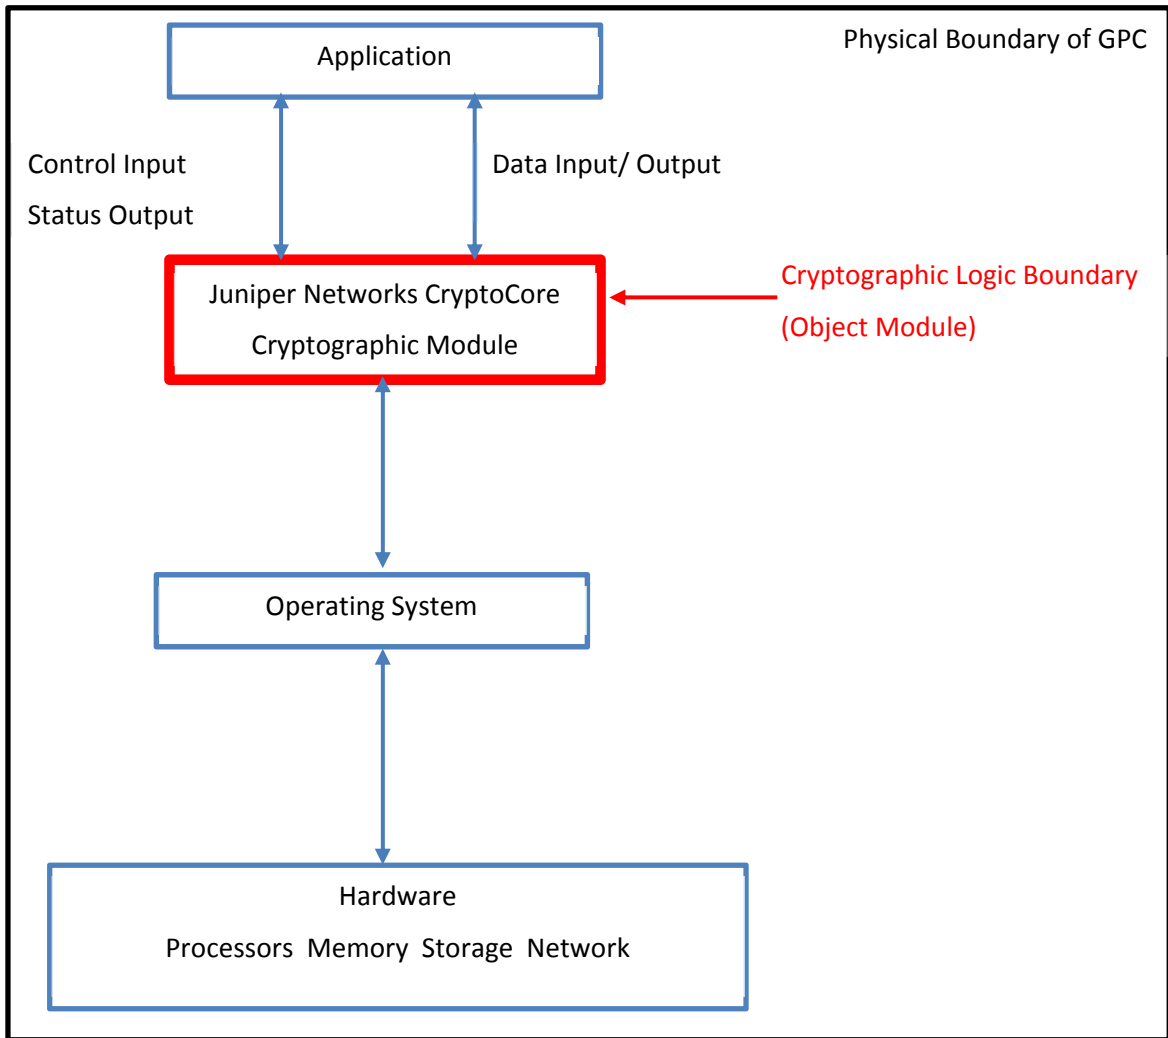 Physical Boundary of GPC
Application
Control Input
Status Output
Data Input/ Output
Juniper Networks CryptoCore
Cryptographic Module
Cryptographic Logic Boundary
(Object Module)
Operating System
Hardware
Processors Memory Storage Network